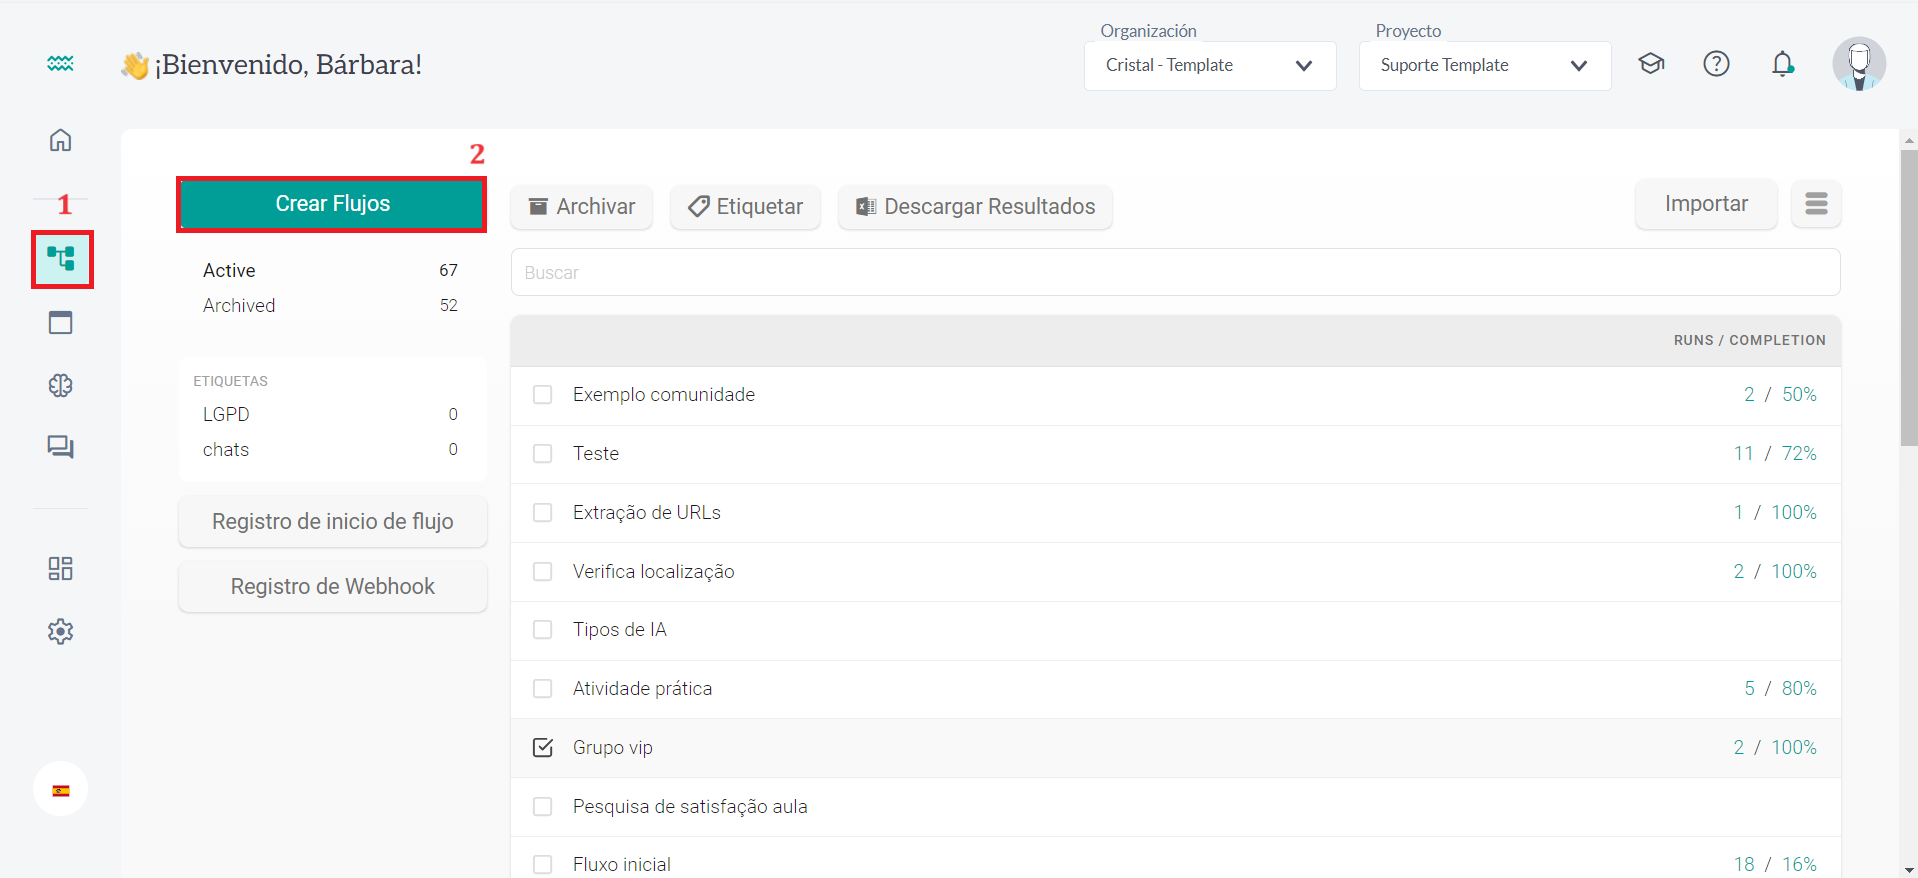 ¡Bienvenido, Bárbara!
Organización
Cristal - Template
Proyecto
Suporte Template
1
2
Crear Flujos
Archivar
Etiquetar
Descargar Resultados
Importar
Active 67
Archived 52
Buscar
ETIQUETAS
LGPD 0
chats 0
Registro de inicio de flujo
Registro de Webhook
RUNS / COMPLETION
Exemplo comunidade 2 / 50%
Teste 11 / 72%
Extração de URLs 1 / 100%
Verifica localização 2 / 100%
Tipos de IA
Atividade prática 5 / 80%
Grupo vip 2 / 100%
Pesquisa de satisfação aula
Fluxo inicial 18 / 16%